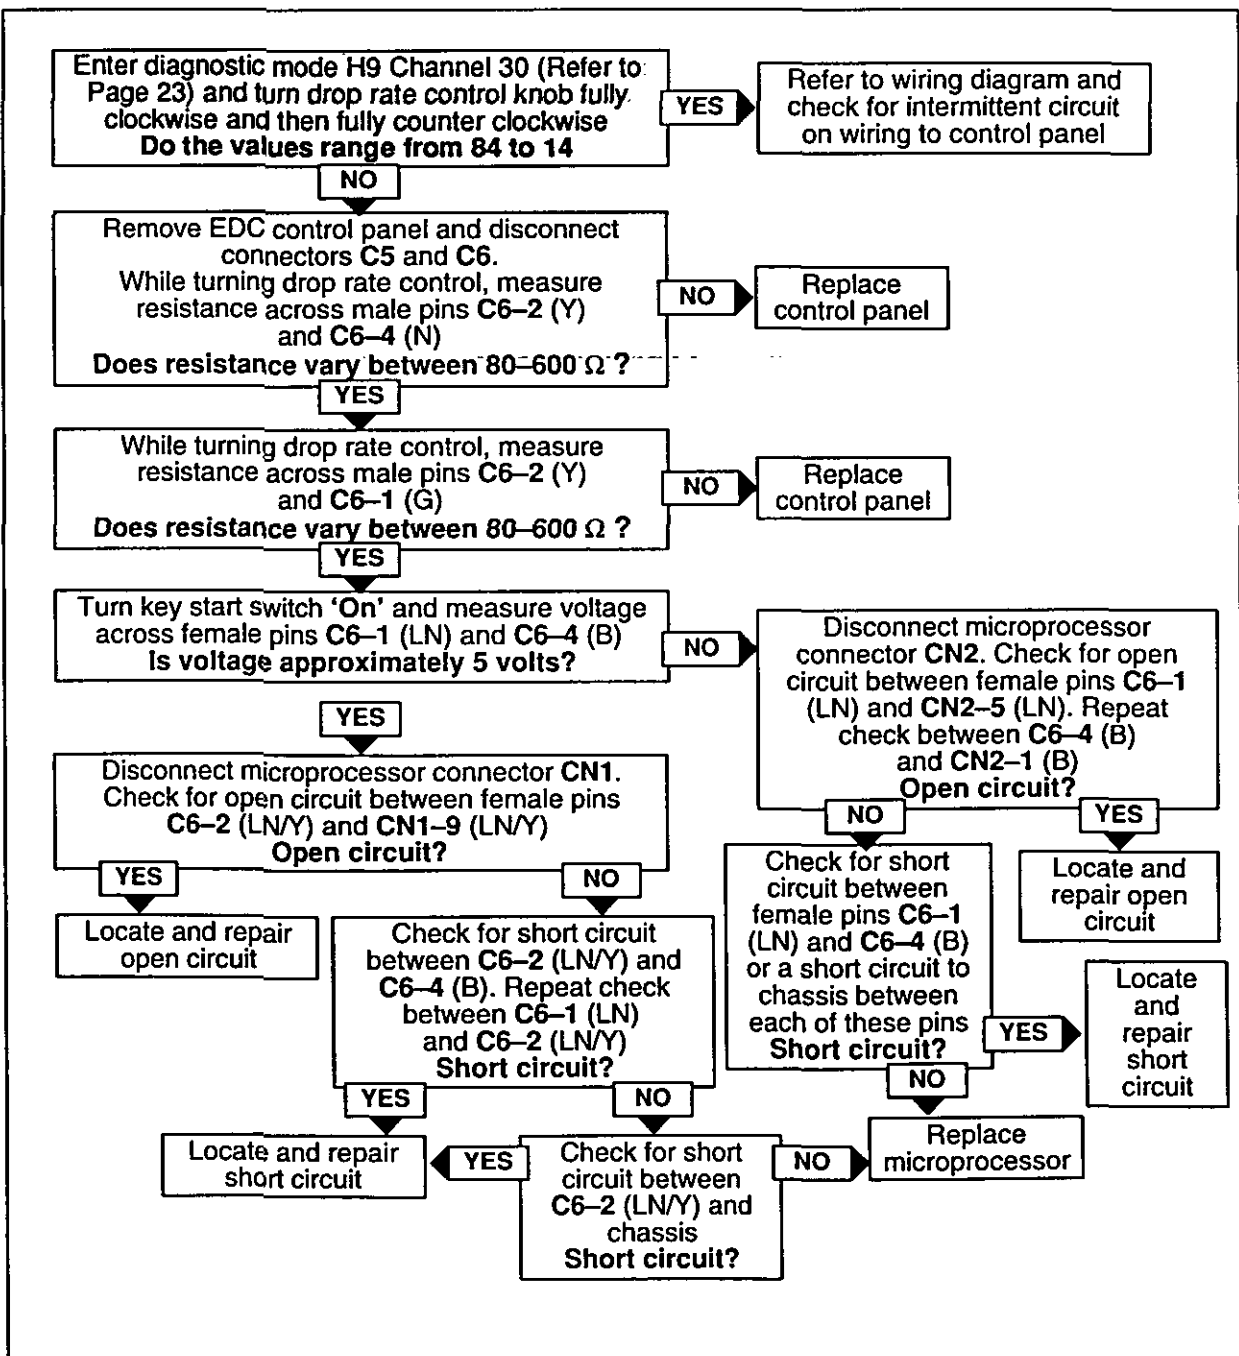 Enter diagnostic mode H9 Channel 30 (Refer to
Page 23) and turn drop rate control knob fully
clockwise and then fully counter clockwise
Do the values range from 84 to 14
YES
Refer to wiring diagram and
check for intermittent circuit
on wiring to control panel
NO
Remove EDC control panel and disconnect
connectors C5 and C6.
While turning drop rate control, measure
resistance across male pins C6–2 (Y)
and C6–4 (N)
Does resistance vary between 80–600 Ω ?
NO
Replace
control panel
YES
While turning drop rate control, measure
resistance across male pins C6–2 (Y)
and C6–1 (G)
Does resistance vary between 80–600 Ω ?
NO
Replace
control panel
YES
Turn key start switch ‘On’ and measure voltage
across female pins C6–1 (LN) and C6–4 (B)
Is voltage approximately 5 volts?
NO
Disconnect microprocessor
connector CN2. Check for open
circuit between female pins C6–1
(LN) and CN2–5 (LN). Repeat
check between C6–4 (B)
and CN2–1 (B)
Open circuit?
YES
Disconnect microprocessor connector CN1.
Check for open circuit between female pins
C6–2 (LN/Y) and CN1–9 (LN/Y)
Open circuit?
NO
YES
Check for short
circuit between
female pins C6–1
(LN) and C6–4 (B)
or a short circuit to
chassis between
each of these pins
Short circuit?
Locate and
repair open
circuit
YES
NO
Locate and repair
open circuit
Check for short circuit
between C6–2 (LN/Y) and
C6–4 (B). Repeat check
between C6–1 (LN)
and C6–2 (LN/Y)
Short circuit?
YES
Locate
and
repair
short
circuit
NO
YES
NO
Locate and repair
short circuit
YES
Check for short
circuit between
C6–2 (LN/Y) and
chassis
Short circuit?
NO
Replace
microprocessor